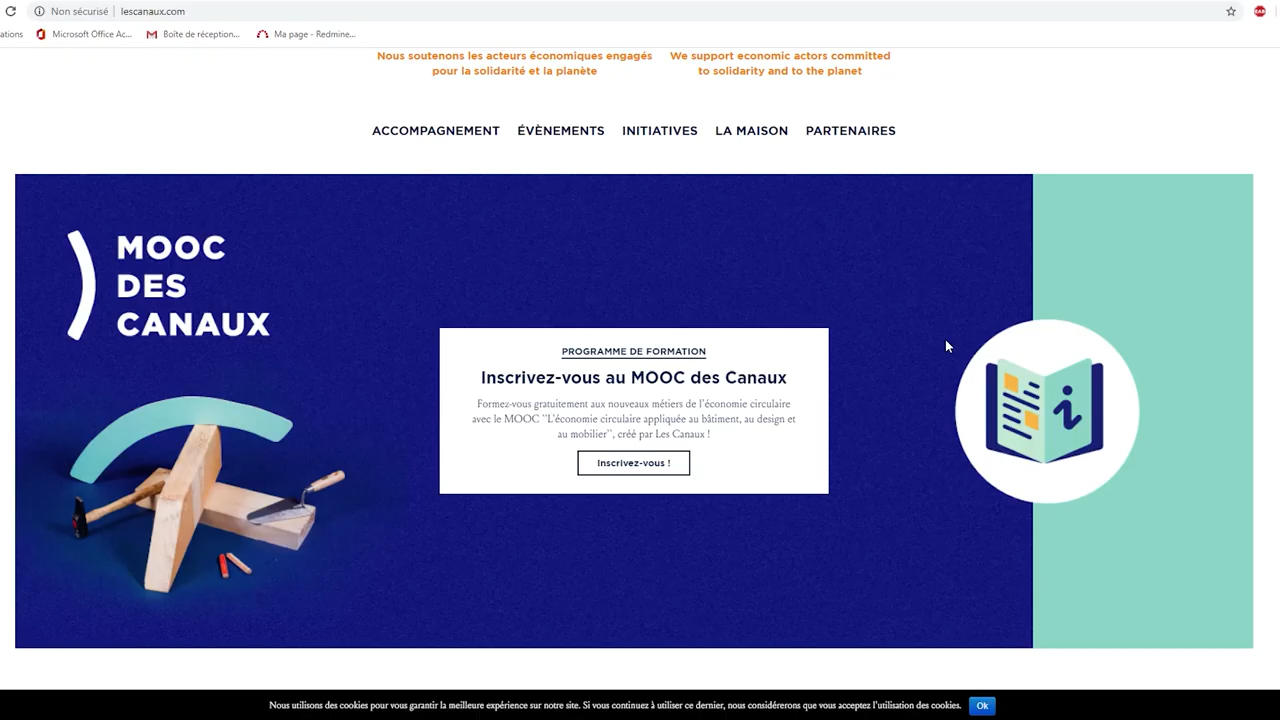 Non sécurisé lescanaux.com
ations Microsoft Office Ac... Boîte de réception... Ma page - Redmine...
Nous soutenons les acteurs économiques engagés
pour la solidarité et la planète
We support economic actors committed
to solidarity and to the planet
ACCOMPAGNEMENT ÉVÈNEMENTS INITIATIVES LA MAISON PARTENAIRES
MOOC
DES
CANAUX
PROGRAMME DE FORMATION
Inscrivez-vous au MOOC des Canaux
Formez-vous gratuitement aux nouveaux métiers de l'économie circulaire
avec le MOOC "L'économie circulaire appliquée au bâtiment, au design et
au mobilier", créé par Les Canaux !
Inscrivez-vous !
Nous utilisons des cookies pour vous garantir la meilleure expérience sur notre site. Si vous continuez à utiliser ce dernier, nous considérerons que vous acceptez l'utilisation des cookies. Ok